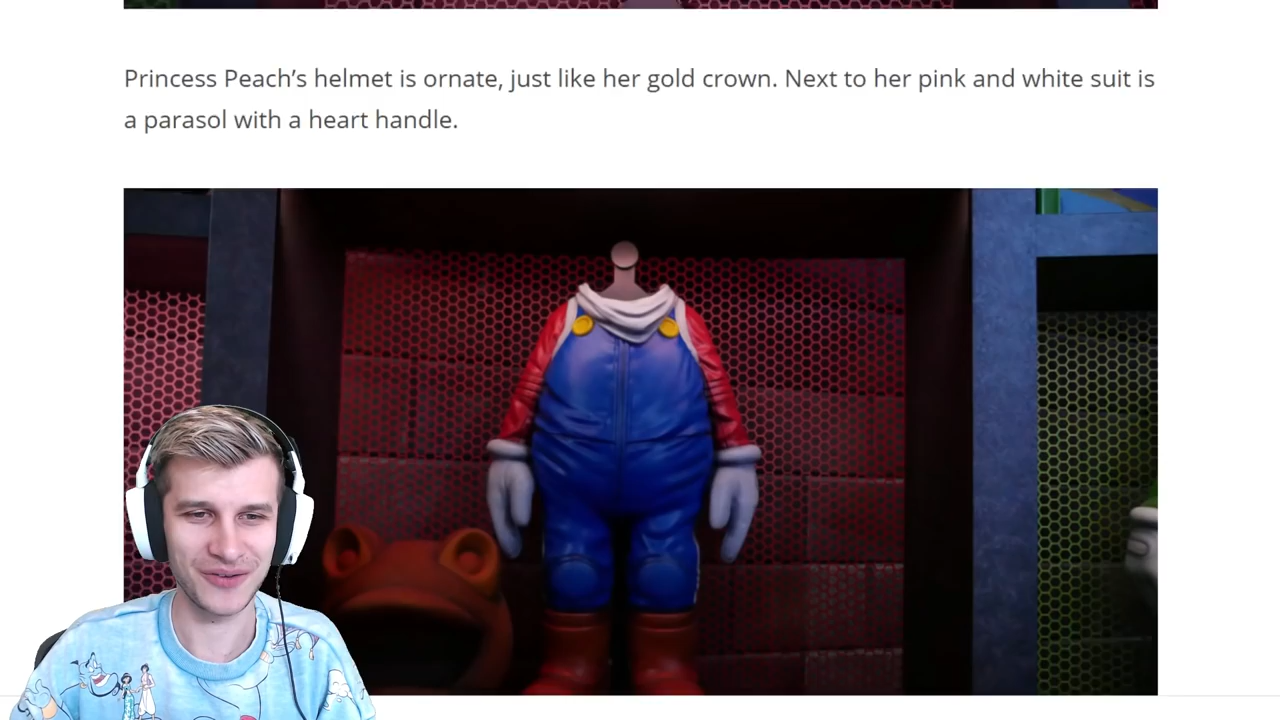 Princess Peach’s helmet is ornate, just like her gold crown. Next to her pink and white suit is
a parasol with a heart handle.